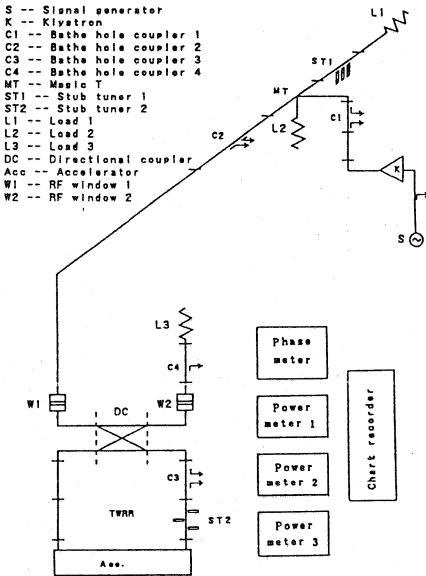 S -- Signal generator
K -- Klystron
C1 -- Bathe hole coupler 1
C2 -- Bathe hole coupler 2
C3 -- Bathe hole coupler 3
C4 -- Bathe hole coupler 4
MT -- Magic T
ST1 -- Stub tuner 1
ST2 -- Stub tuner 2
L1 -- Load 1
L2 -- Load 2
L3 -- Load 3
DC -- Directional coupler
Acc -- Accelerator
W1 -- RF window 1
W2 -- RF window 2
L1
ST1
MT
C2
L2
C1
K
S
L3
C4
W1
DC
W2
C3
TWRR
ST2
Acc.
Phase
meter
Power
meter 1
Power
meter 2
Power
meter 3
Chart recorder